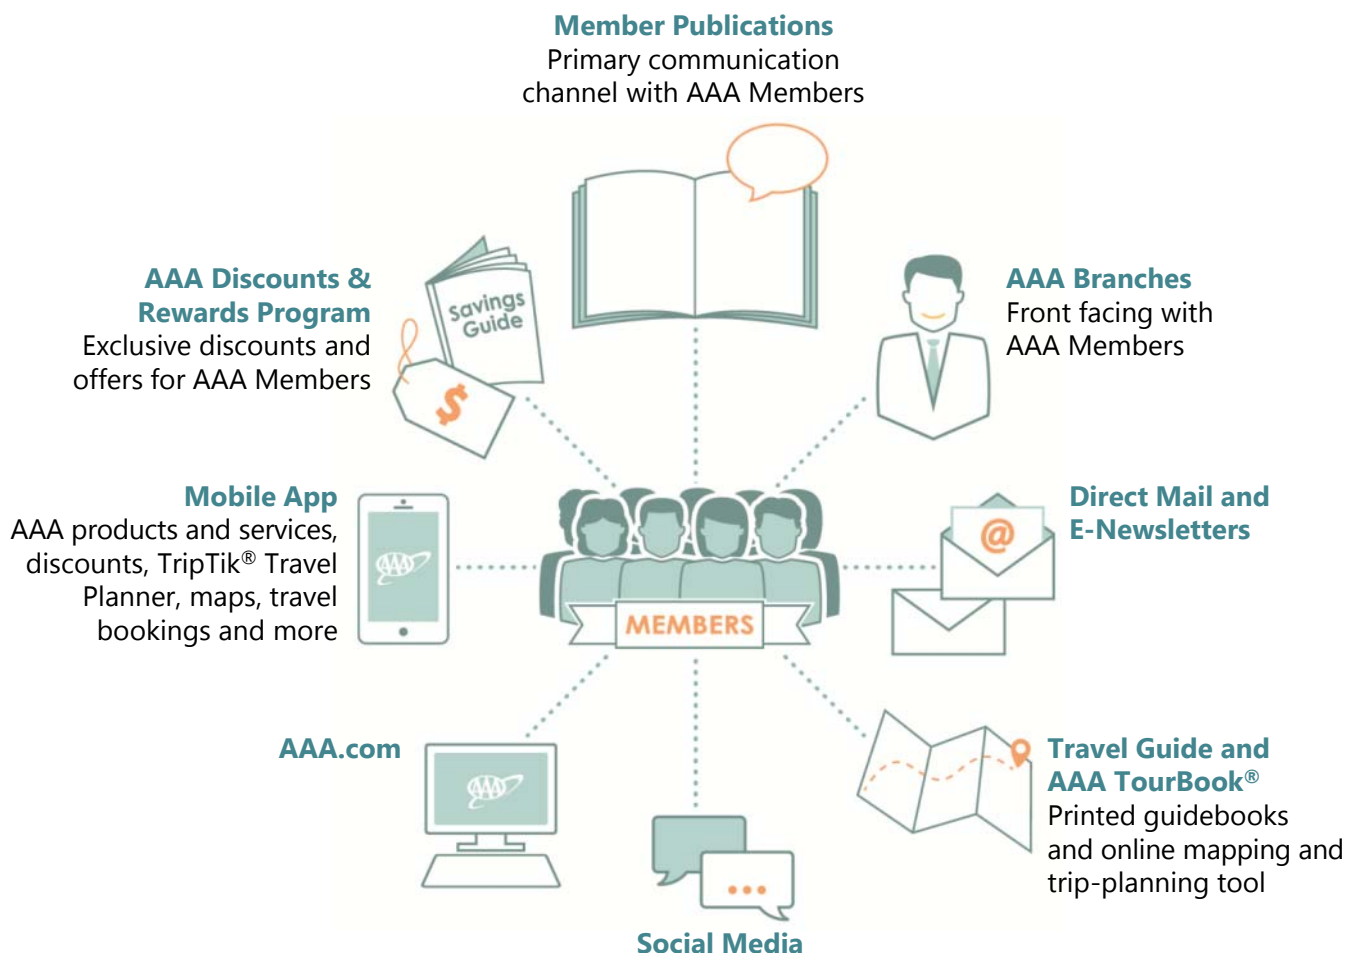 Member Publications
Primary communication
channel with AAA Members
AAA Discounts &
Rewards Program
Exclusive discounts and
offers for AAA Members
Savings
Guide
$
AAA Branches
Front facing with
AAA Members
Mobile App
AAA products and services,
discounts, TripTik® Travel
Planner, maps, travel
bookings and more
AAA
MEMBERS
Direct Mail and
E-Newsletters
@
AAA.com
AAA
Social Media
Travel Guide and
AAA TourBook®
Printed guidebooks
and online mapping and
trip-planning tool